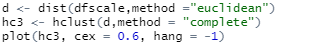 d <- dist(dfscale,method ="euclidean")
hc3 <- hclust(d,method = "complete")
plot(hc3, cex = 0.6, hang = -1)